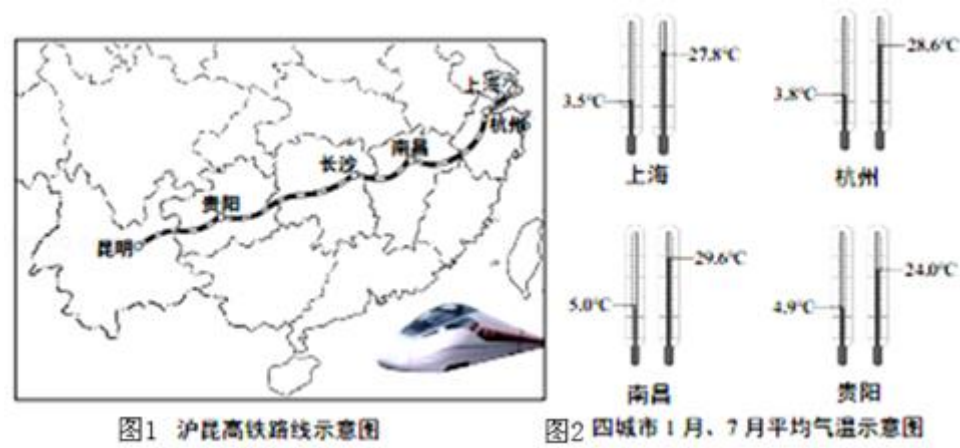 上海
杭州
南昌
长沙
贵阳
昆明
图1 沪昆高铁路线示意图
3.5℃
27.8℃
上海
3.8℃
28.6℃
杭州
5.0℃
29.6℃
南昌
4.9℃
24.0℃
贵阳
图2 四城市1月、7月平均气温示意图